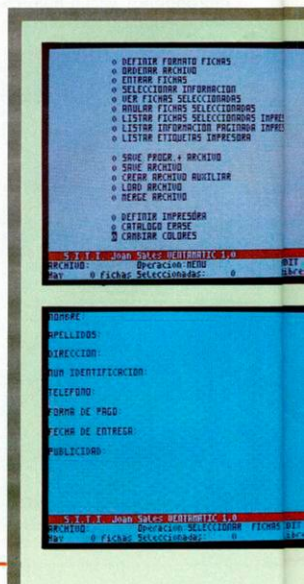 o DEFINIR FORMATO FICHAS
o ORDENAR ARCHIVO
o ENTRAR FICHAS
o SELECCIONAR INFORMACION
o VER FICHAS SELECCIONADAS
o ANULAR FICHAS SELECCIONADAS
o LISTAR FICHAS SELECCIONADAS IMPRES
o LISTAR INFORMACION PAGINADA IMPRES
o LISTAR ETIQUETAS IMPRESORA
o SAVE PROGR.+ ARCHIVO
o SAVE ARCHIVO
o CREAR ARCHIVO AUXILIAR
o LOAD ARCHIVO
o MERGE ARCHIVO
o DEFINIR IMPRESORA
o CATALOGO ERASE
CAMBIAR COLORES
S.I.T.I. Joan Sales VENTAMATIC 1,0
ARCHIVO: Operacion:MENU
Hay 0 Fichas Seleccionadas: 0
NOMBRE:
APELLIDOS:
DIRECCION:
NUM IDENTIFICACION:
TELEFONO:
FORMA DE PAGO:
FECHA DE ENTREGA:
PUBLICIDAD:
S.I.T.I. Joan Sales VENTAMATIC 1,0
ARCHIVO: Operacion SELECCIONAR FICHAS
Hay 0 Fichas Seleccionadas: 0